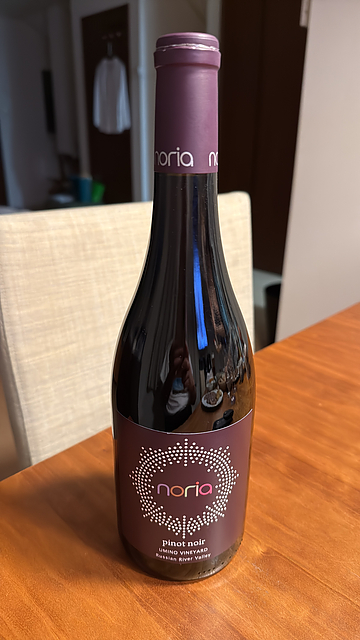 noria no
noria
pinot noir
UMINO VINEYARD
Russian River Valley